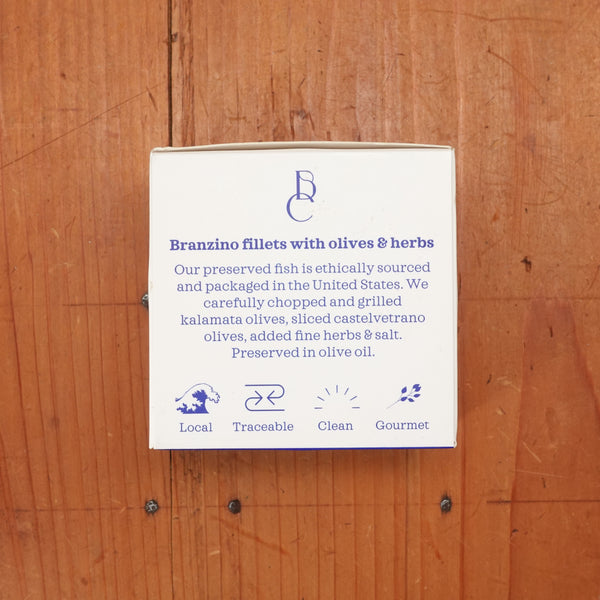 BC
Branzino fillets with olives & herbs
Our preserved fish is ethically sourced
and packaged in the United States. We
carefully chopped and grilled
kalamata olives, sliced castelvetrano
olives, added fine herbs & salt.
Preserved in olive oil.
Local Traceable Clean Gourmet